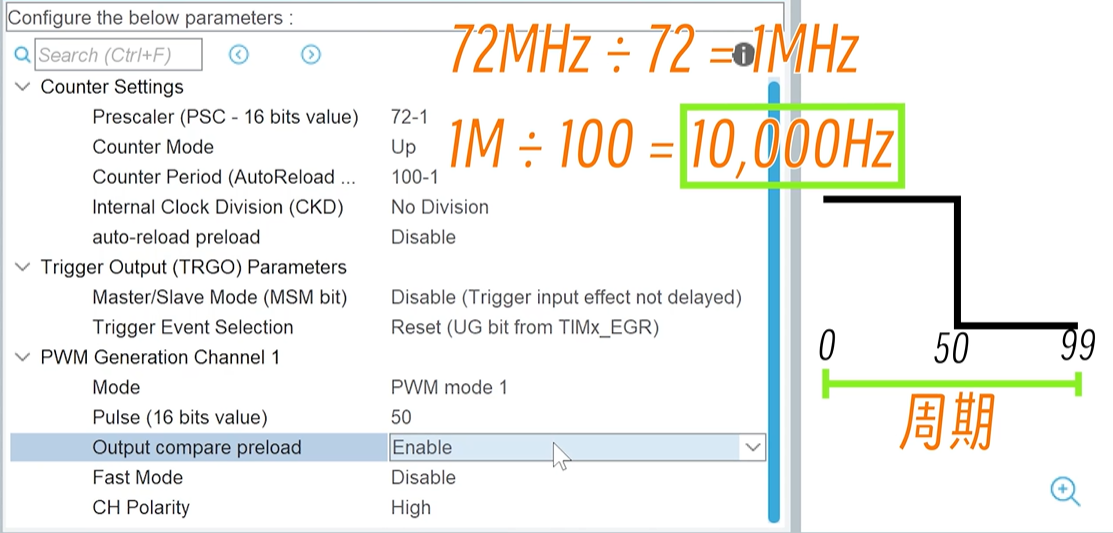 Configure the below parameters :
72MHz ÷ 72 = 1MHz
Search (Ctrl+F)
Counter Settings
Prescaler (PSC - 16 bits value) 72-1
1M ÷ 100 = 10,000Hz
Counter Mode Up
Counter Period (AutoReload ... 100-1
Internal Clock Division (CKD) No Division
auto-reload preload Disable
Trigger Output (TRGO) Parameters
Master/Slave Mode (MSM bit) Disable (Trigger input effect not delayed)
Trigger Event Selection Reset (UG bit from TIMx_EGR)
PWM Generation Channel 1
Mode PWM mode 1
Pulse (16 bits value) 50
Output compare preload Enable
Fast Mode Disable
CH Polarity High
0 50 99
周期